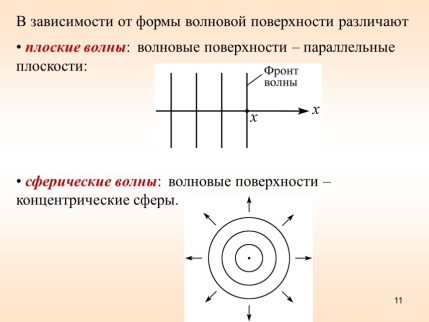 В зависимости от формы волновой поверхности различают
• плоские волны: волновые поверхности – параллельные
плоскости:
Фронт
волны
x
x
• сферические волны: волновые поверхности –
концентрические сферы.
11